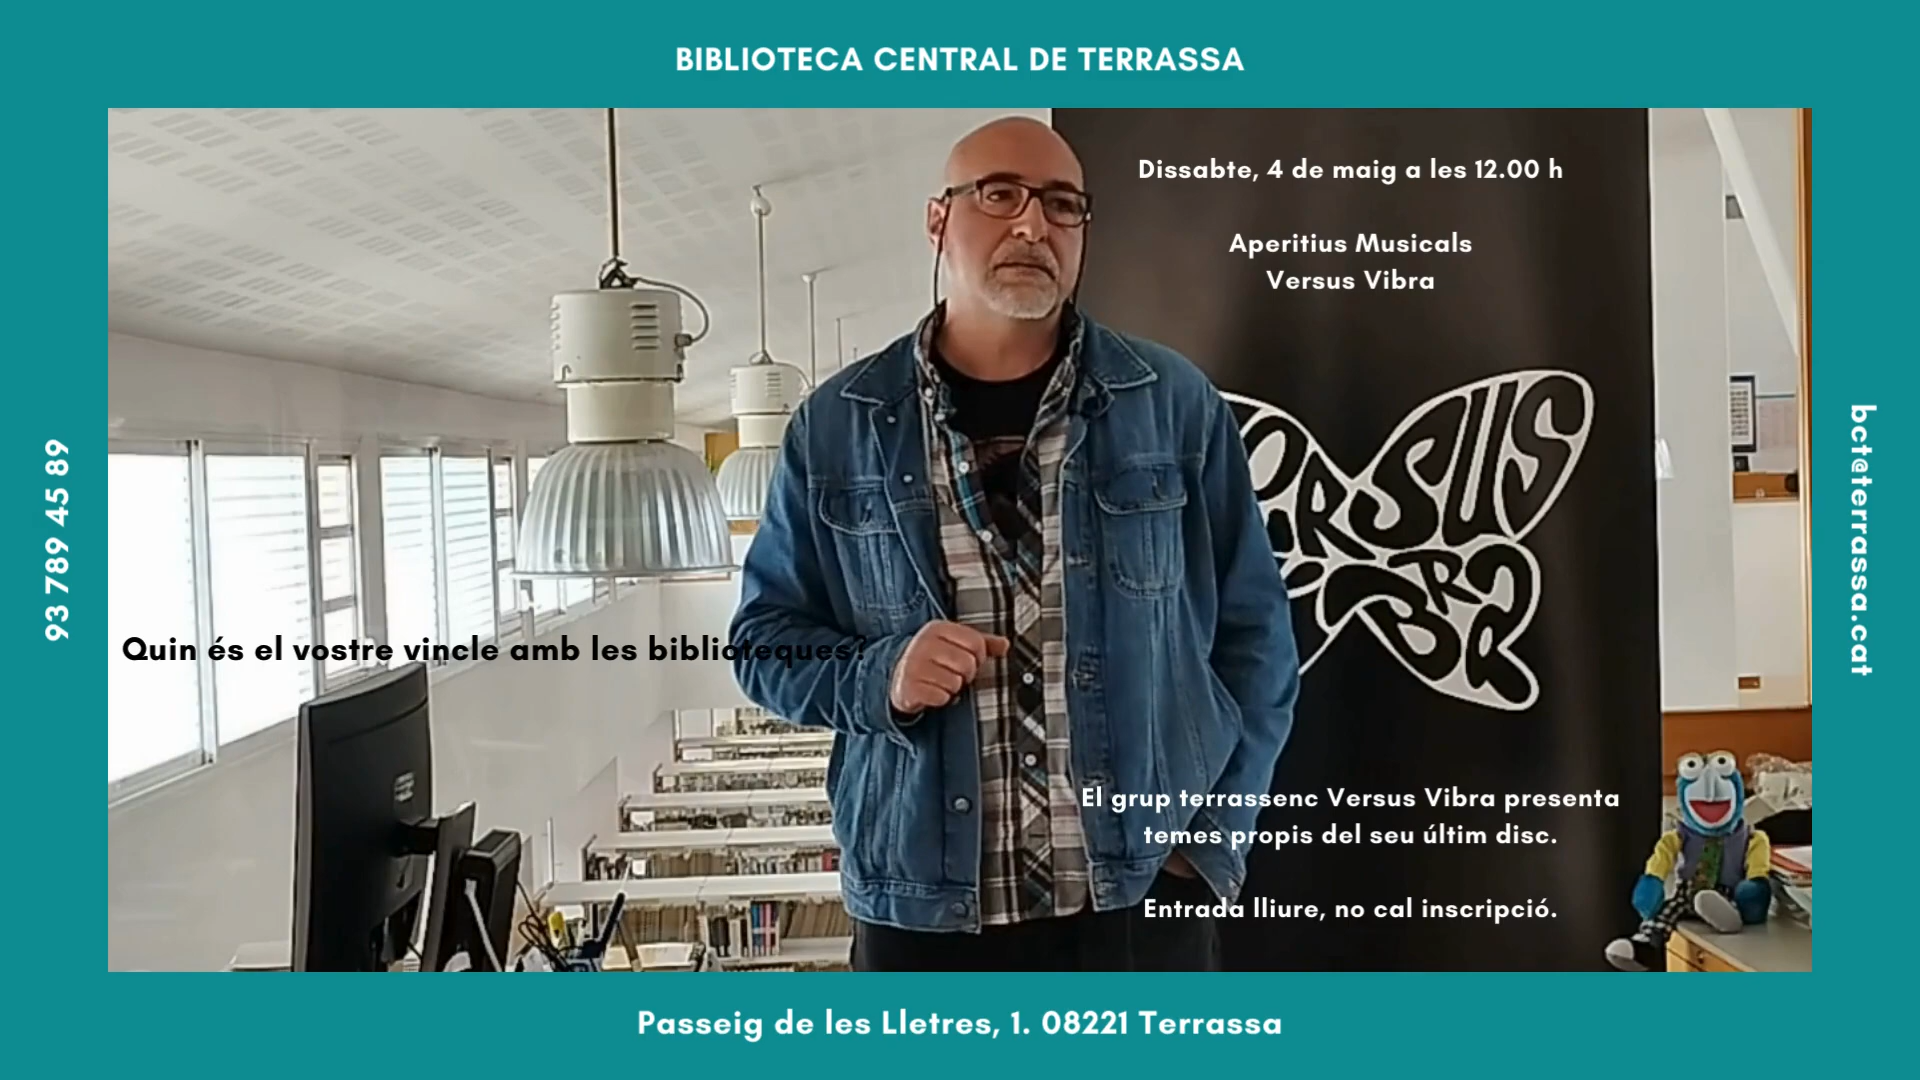 BIBLIOTECA CENTRAL DE TERRASSA
93 789 45 89
Dissabte, 4 de maig a les 12.00 h
Aperitius Musicals
Versus Vibra
VERSUS
ViBRA
Quin és el vostre vincle amb les biblioteques?
El grup terrassenc Versus Vibra presenta
temes propis del seu últim disc.
Entrada lliure, no cal inscripció.
bct@terrassa.cat
Passeig de les Lletres, 1. 08221 Terrassa